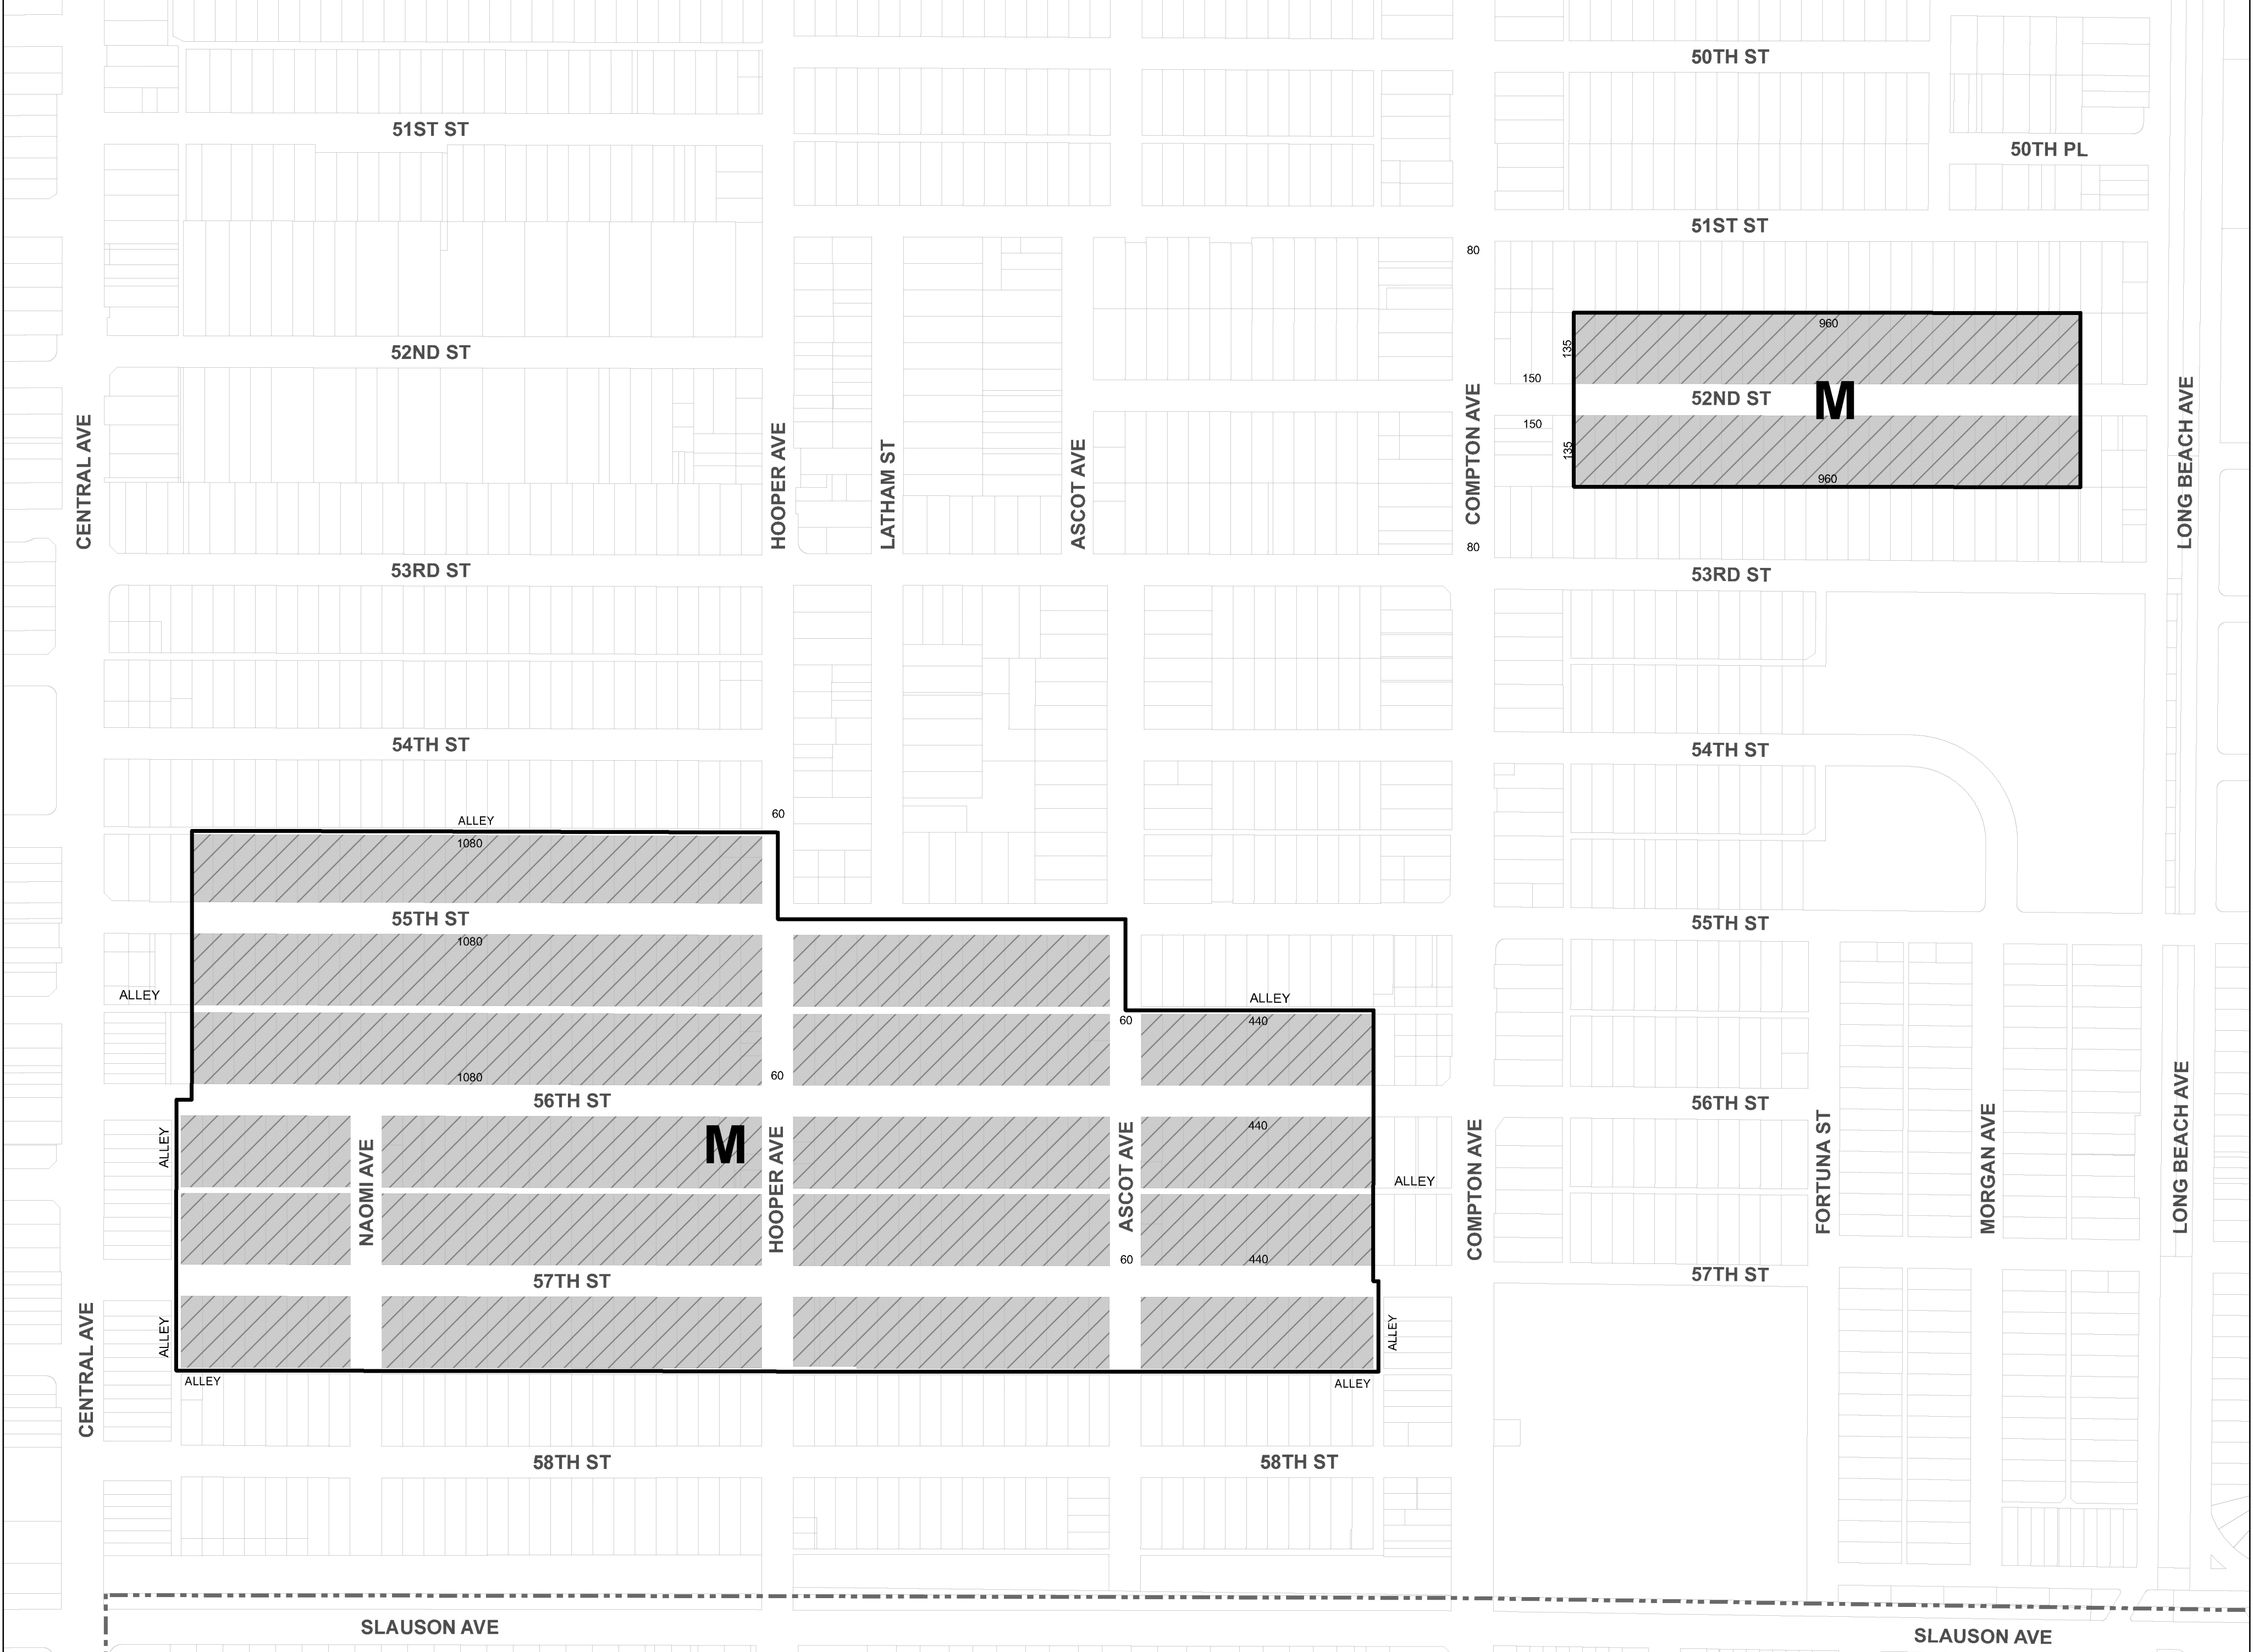 50TH ST
51ST ST
50TH PL
51ST ST
80
960
135
52ND ST
150
52ND ST
M
150
135
960
CENTRAL AVE
HOOPER AVE
LATHAM ST
ASCOT AVE
COMPTON AVE
LONG BEACH AVE
80
53RD ST
53RD ST
54TH ST
54TH ST
60
ALLEY
1080
55TH ST
55TH ST
1080
ALLEY
ALLEY
60
440
60
1080
56TH ST
56TH ST
440
M
ALLEY
NAOMI AVE
HOOPER AVE
ASCOT AVE
ALLEY
COMPTON AVE
FORTUNA ST
MORGAN AVE
LONG BEACH AVE
60
440
57TH ST
57TH ST
CENTRAL AVE
ALLEY
ALLEY
ALLEY
ALLEY
58TH ST
58TH ST
SLAUSON AVE
SLAUSON AVE